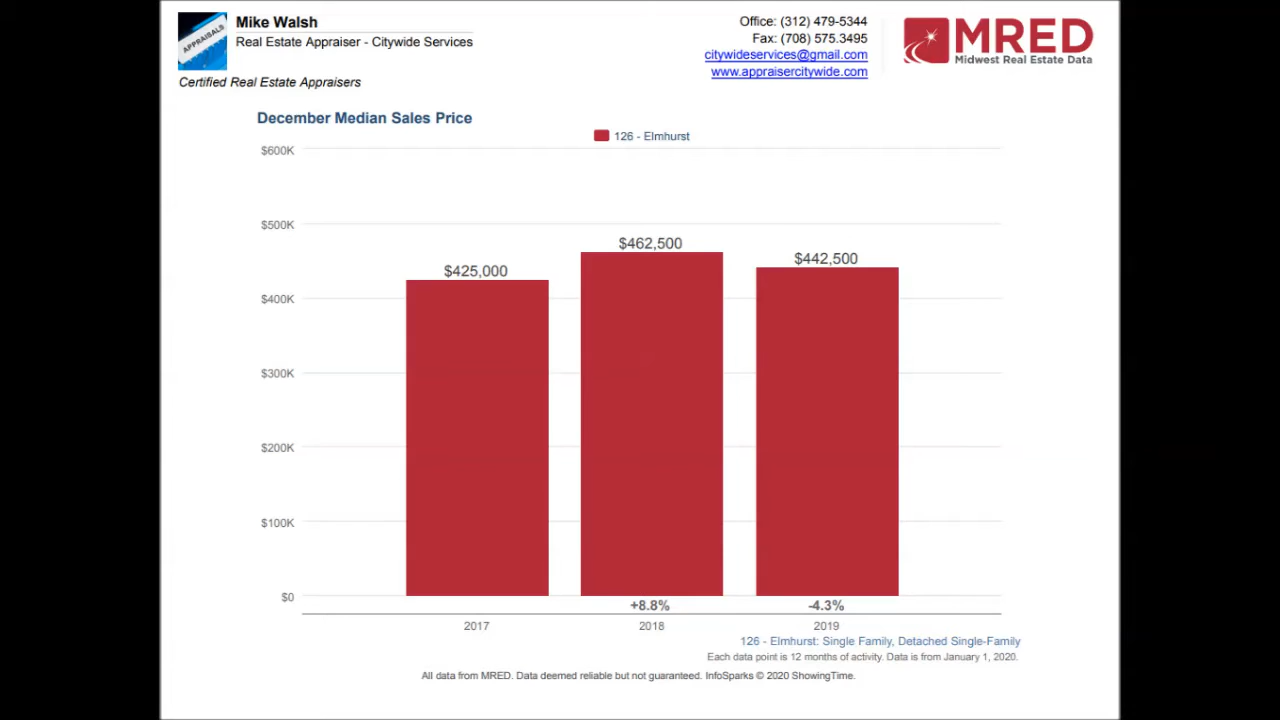 APPRAISALS
Mike Walsh
Real Estate Appraiser - Citywide Services
Certified Real Estate Appraisers
Office: (312) 479-5344
Fax: (708) 575.3495
citywideservices@gmail.com
www.appraisercitywide.com
MRED
Midwest Real Estate Data
December Median Sales Price
126 - Elmhurst
$600K
$500K
$400K
$300K
$200K
$100K
$0
$425,000
$462,500
$442,500
+8.8%
-4.3%
2017
2018
2019
126 - Elmhurst: Single Family, Detached Single-Family
Each data point is 12 months of activity. Data is from January 1, 2020.
All data from MRED. Data deemed reliable but not guaranteed. InfoSparks © 2020 ShowingTime.